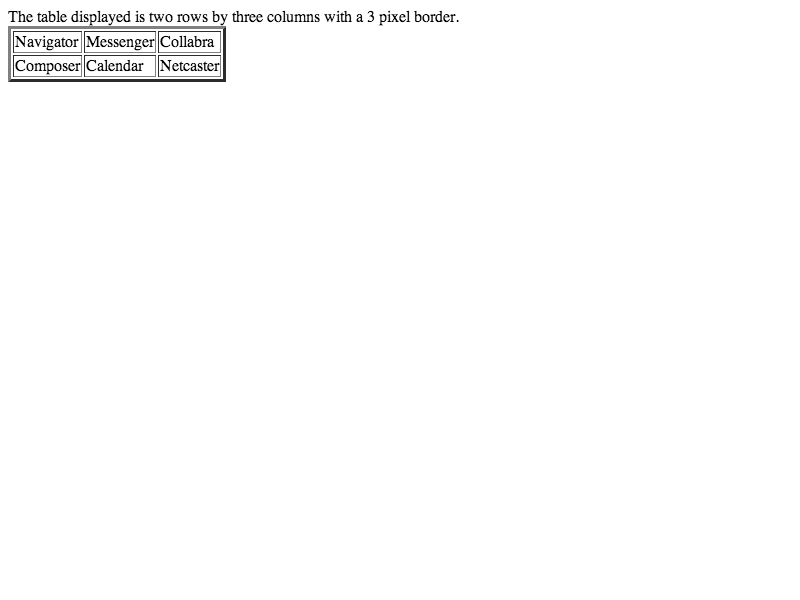 The table displayed is two rows by three columns with a 3 pixel border.
Navigator Messenger Collabra
Composer Calendar Netcaster